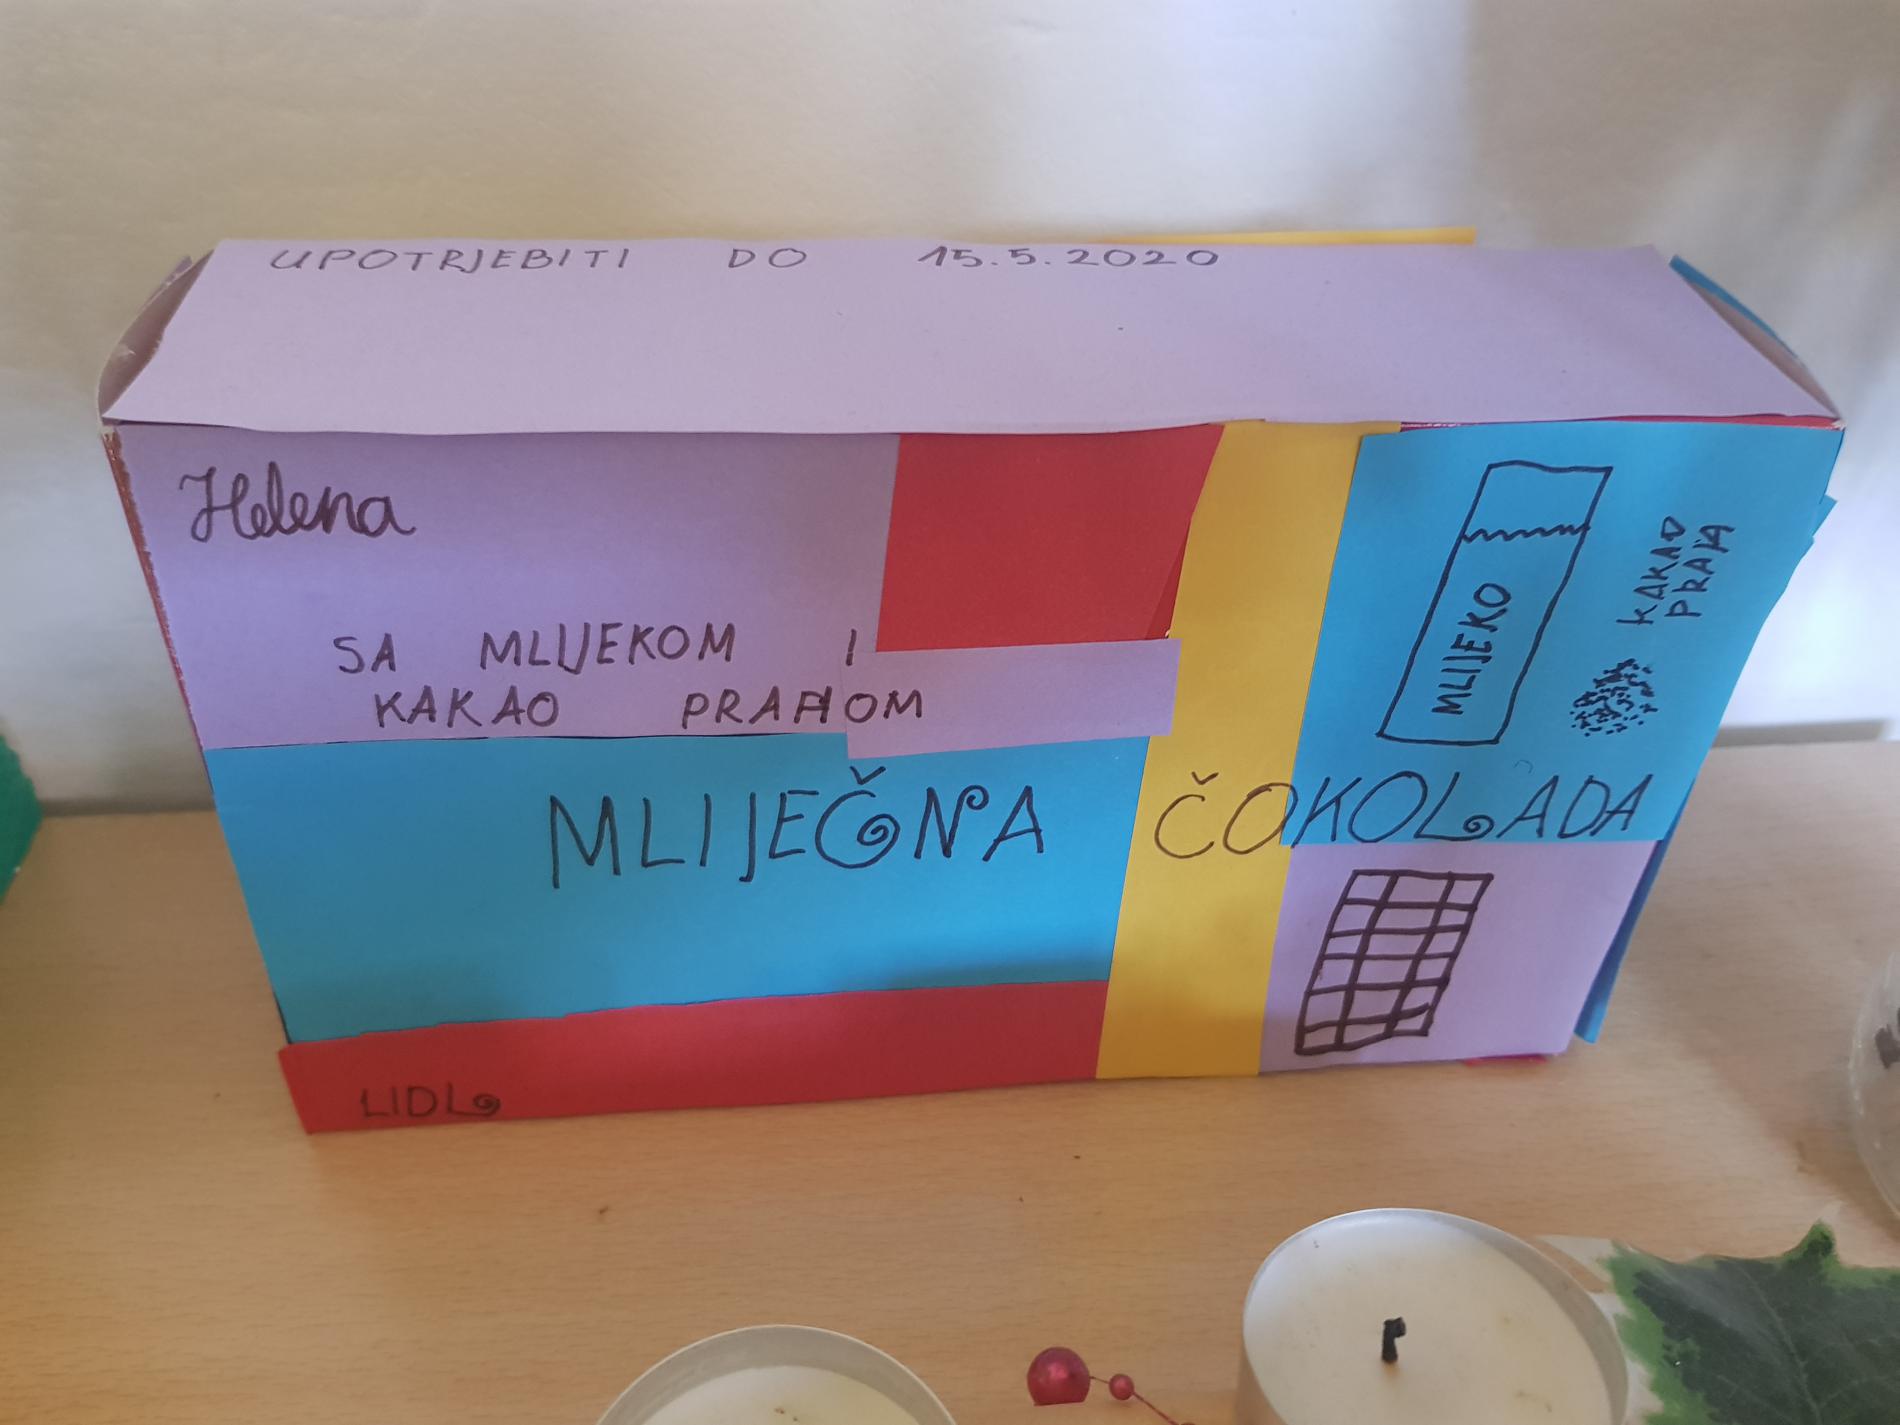 UPOTRJEBITI DO 15.5.2020
Helena
SA MLIJEKOM I
KAKAO PRAHOM
MLIJEČNA ČOKOLADA
MLIJEKO
KAKAO
PRAH
LIDL